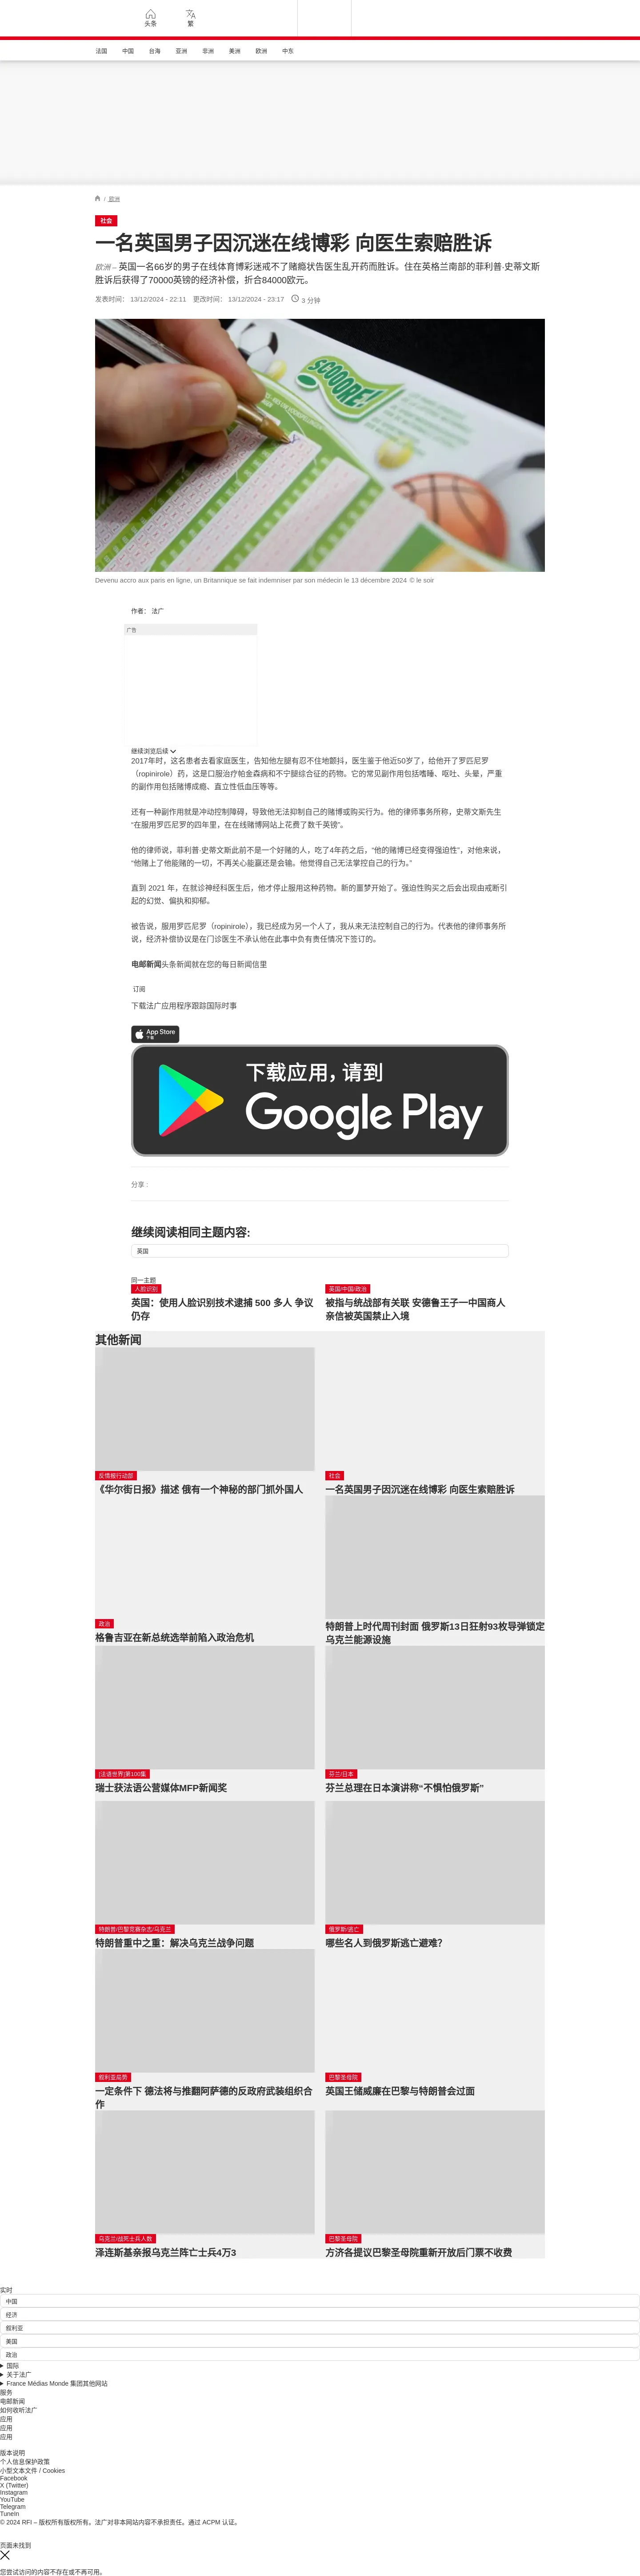 头条
繁
法国
中国
台海
亚洲
非洲
美洲
欧洲
中东
/ 欧洲
社会
一名英国男子因沉迷在线博彩 向医生索赔胜诉
欧洲 – 英国一名66岁的男子在线体育博彩迷戒不了赌瘾状告医生乱开药而胜诉。住在英格兰南部的菲利普·史蒂文斯
胜诉后获得了70000英镑的经济补偿，折合84000欧元。
发表时间： 13/12/2024 - 22:11 更改时间： 13/12/2024 - 23:17 3 分钟
SCOOORE!
Devenu accro aux paris en ligne, un Britannique se fait indemniser par son médecin le 13 décembre 2024 © le soir
作者： 法广
广告
继续浏览后续
2017年时，这名患者去看家庭医生，告知他左腿有忍不住地颤抖，医生鉴于他近50岁了，给他开了罗匹尼罗
（ropinirole）药，这是口服治疗帕金森病和不宁腿综合征的药物。它的常见副作用包括嗜睡、呕吐、头晕，严重
的副作用包括赌博成瘾、直立性低血压等等。
还有一种副作用就是冲动控制障碍，导致他无法抑制自己的赌博或购买行为。他的律师事务所称，史蒂文斯先生
“在服用罗匹尼罗的四年里，在在线赌博网站上花费了数千英镑”。
他的律师说，菲利普·史蒂文斯此前不是一个好赌的人，吃了4年药之后，“他的赌博已经变得强迫性”，对他来说，
“他赌上了他能赌的一切，不再关心能赢还是会输。他觉得自己无法掌控自己的行为。”
直到 2021 年，在就诊神经科医生后，他才停止服用这种药物。新的噩梦开始了。强迫性购买之后会出现由戒断引
起的幻觉、偏执和抑郁。
被告说，服用罗匹尼罗（ropinirole），我已经成为另一个人了，我从来无法控制自己的行为。代表他的律师事务所
说，经济补偿协议是在门诊医生不承认他在此事中负有责任情况下签订的。
电邮新闻头条新闻就在您的每日新闻信里
订阅
下载法广应用程序跟踪国际时事
App Store
下载
下载应用，请到
Google Play
分享 :
继续阅读相同主题内容:
英国
同一主题
人脸识别
英国：使用人脸识别技术逮捕 500 多人 争议
仍存
英国/中国/政治
被指与统战部有关联 安德鲁王子一中国商人
亲信被英国禁止入境
其他新闻
反情报行动部
《华尔街日报》描述 俄有一个神秘的部门抓外国人
社会
一名英国男子因沉迷在线博彩 向医生索赔胜诉
政治
格鲁吉亚在新总统选举前陷入政治危机
特朗普上时代周刊封面 俄罗斯13日狂射93枚导弹锁定
乌克兰能源设施
[法语世界]第100集
瑞士获法语公营媒体MFP新闻奖
芬兰/日本
芬兰总理在日本演讲称“不惧怕俄罗斯”
特朗普/巴黎竞赛杂志/乌克兰
特朗普重中之重：解决乌克兰战争问题
俄罗斯/逃亡
哪些名人到俄罗斯逃亡避难？
叙利亚局势
一定条件下 德法将与推翻阿萨德的反政府武装组织合
作
巴黎圣母院
英国王储威廉在巴黎与特朗普会过面
乌克兰/战死士兵人数
泽连斯基亲报乌克兰阵亡士兵4万3
巴黎圣母院
方济各提议巴黎圣母院重新开放后门票不收费
实时
中国
经济
叙利亚
美国
政治
国际
关于法广
France Médias Monde 集团其他网站
服务
电邮新闻
如何收听法广
应用
应用
应用
版本说明
个人信息保护政策
小型文本文件 / Cookies
Facebook
X (Twitter)
Instagram
YouTube
Telegram
TuneIn
© 2024 RFI – 版权所有版权所有。法广对非本网站内容不承担责任。通过 ACPM 认证。
页面未找到
您尝试访问的内容不存在或不再可用。